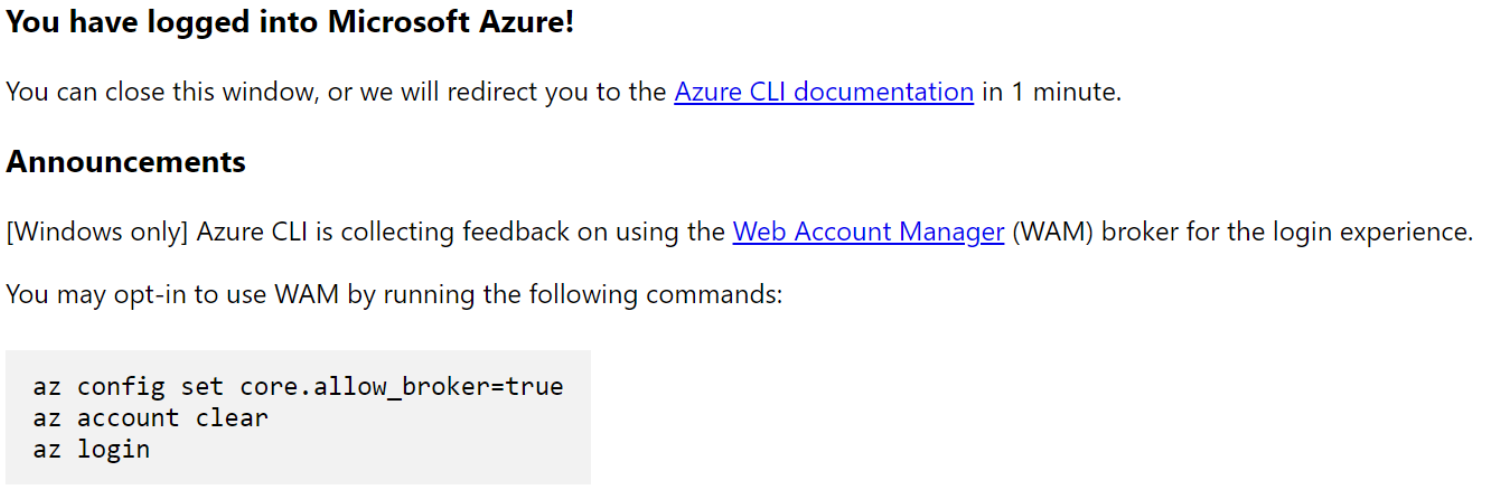 You have logged into Microsoft Azure!
You can close this window, or we will redirect you to the Azure CLI documentation in 1 minute.
Announcements
[Windows only] Azure CLI is collecting feedback on using the Web Account Manager (WAM) broker for the login experience.
You may opt-in to use WAM by running the following commands:
az config set core.allow_broker=true
az account clear
az login